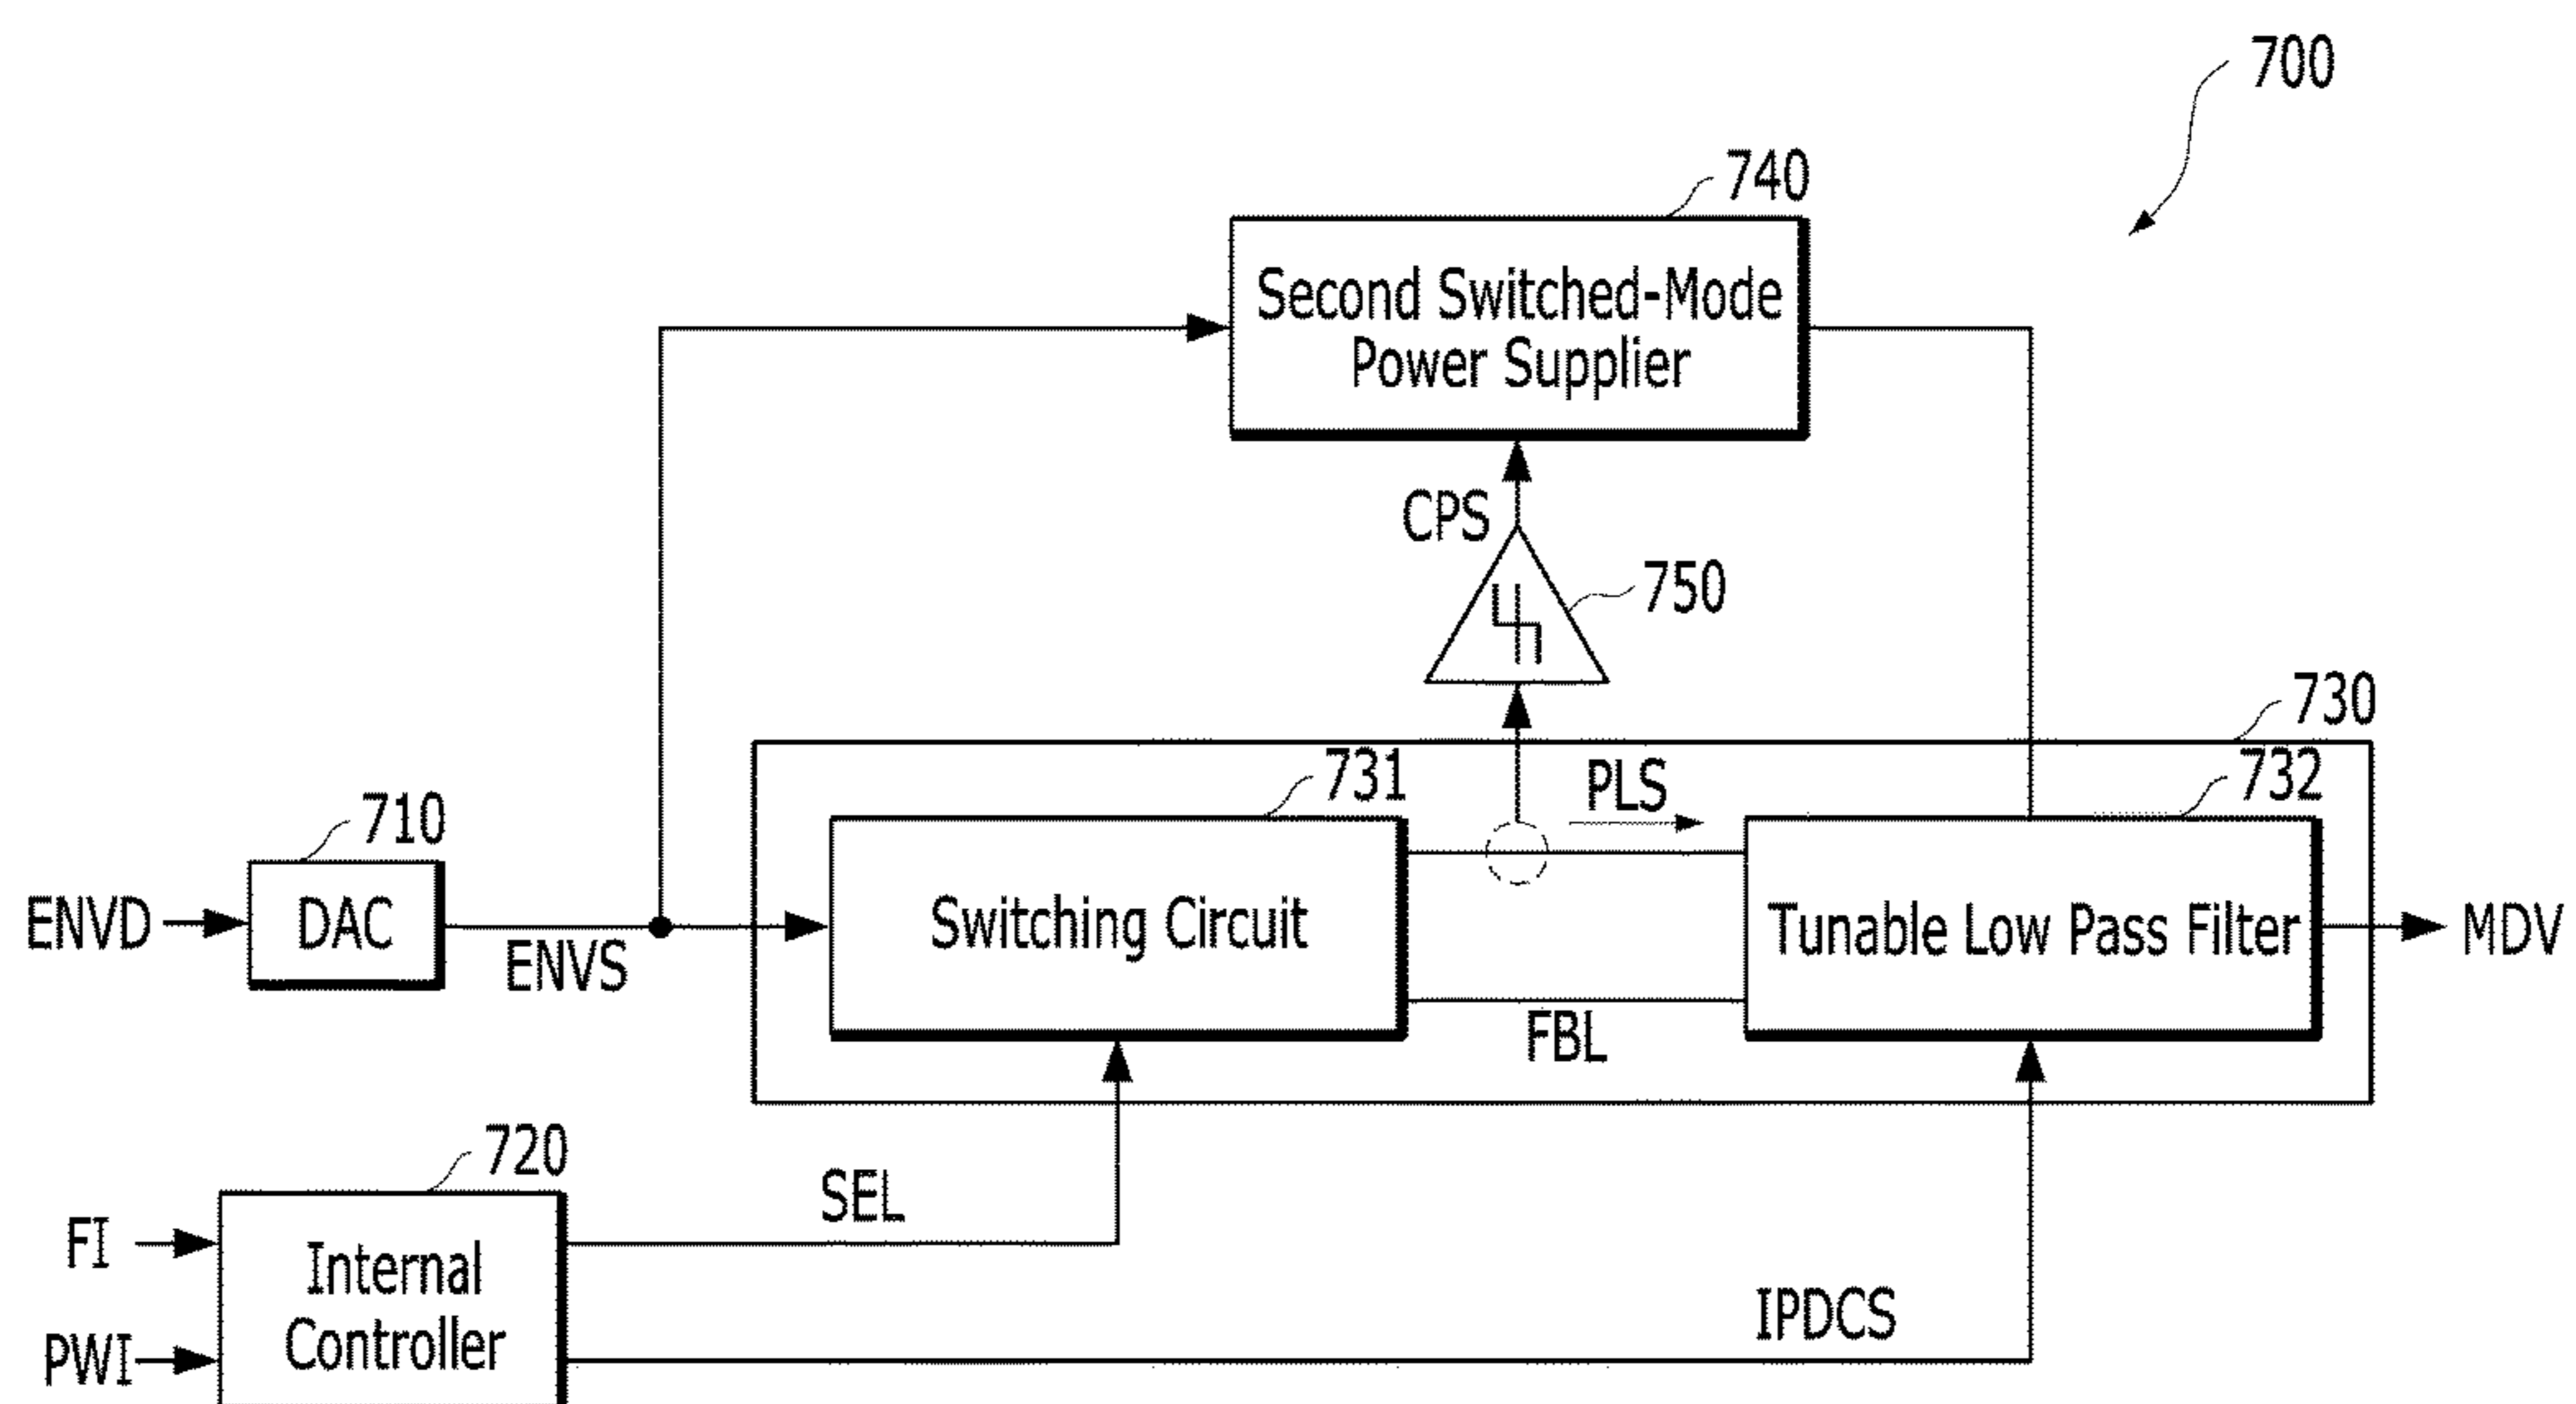 700
740
Second Switched-Mode
Power Supplier
CPS
750
730
731
PLS
732
710
ENVD
DAC
ENVS
Switching Circuit
Tunable Low Pass Filter
MDV
FBL
720
SEL
FI
Internal
Controller
PWI
IPDCS